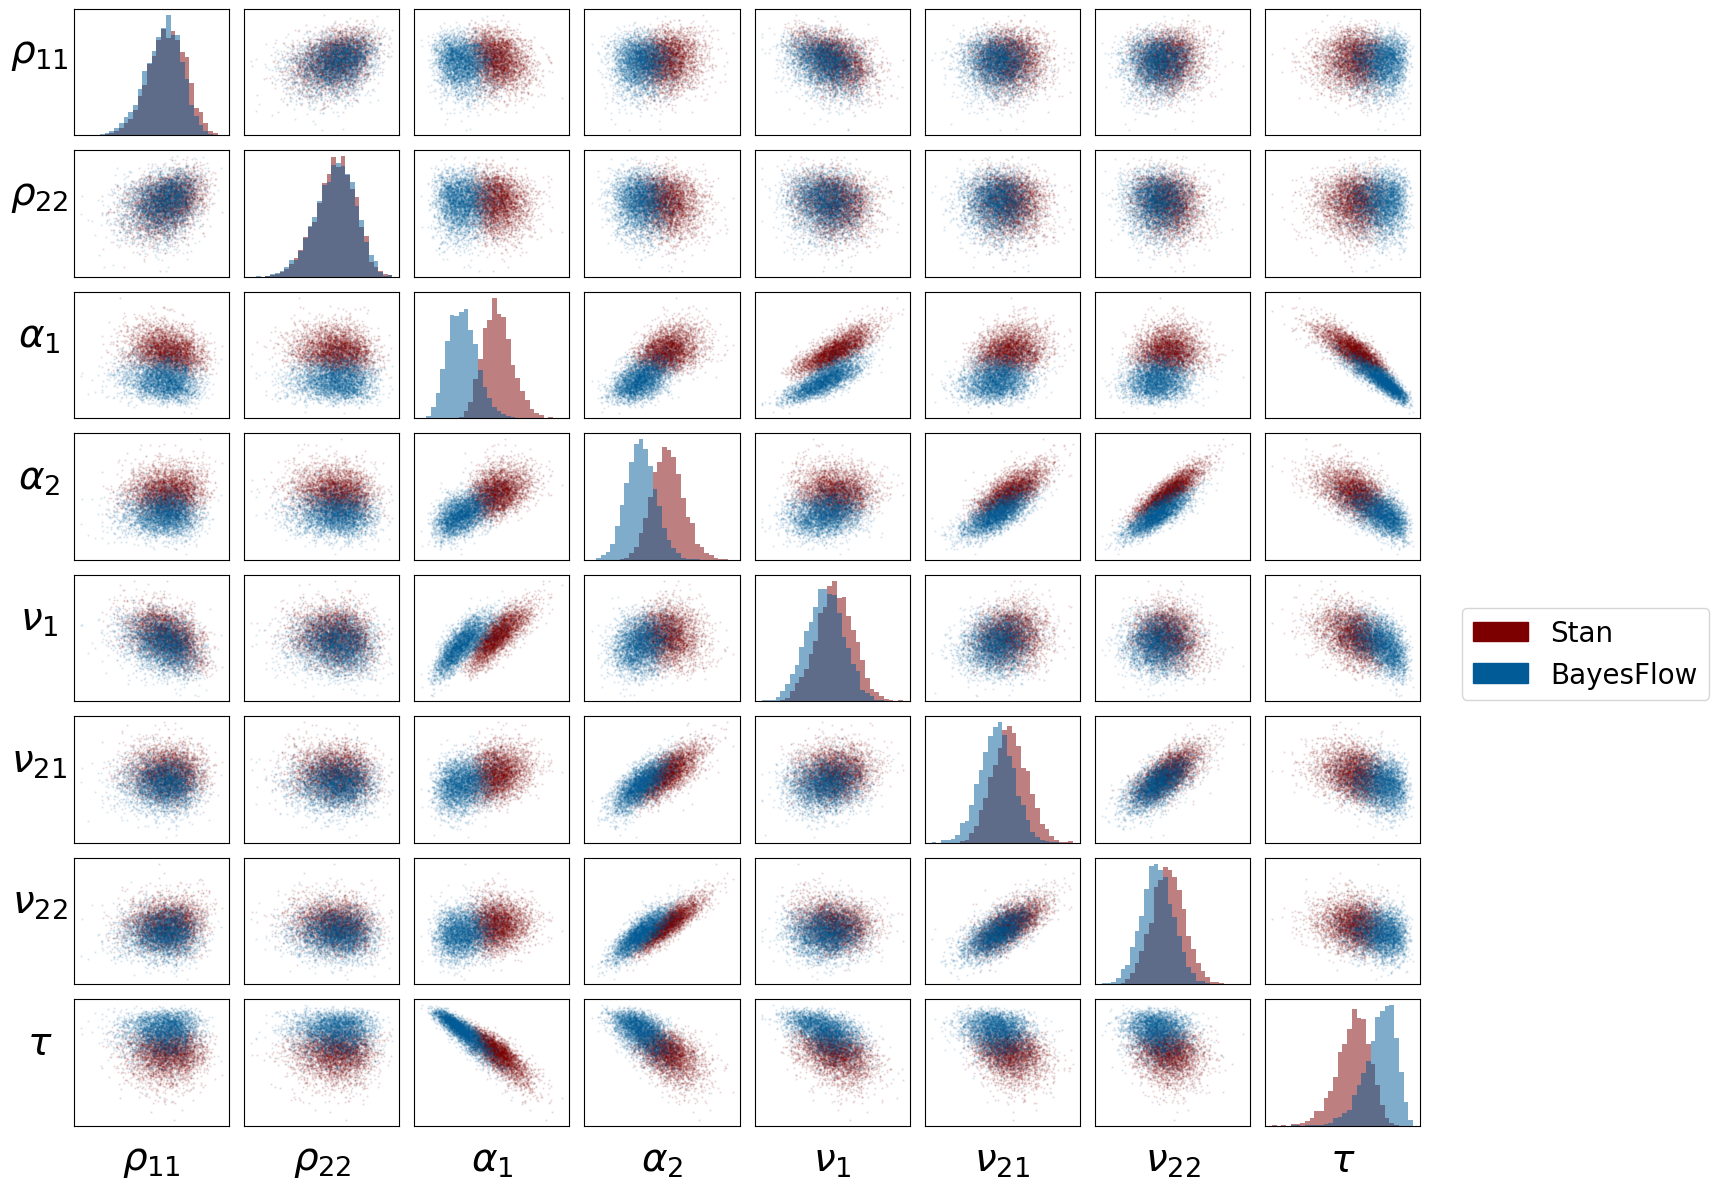 ρ11
ρ22
α1
α2
ν1
ν21
ν22
τ
ρ11 ρ22 α1 α2 ν1 ν21 ν22 τ
Stan
BayesFlow